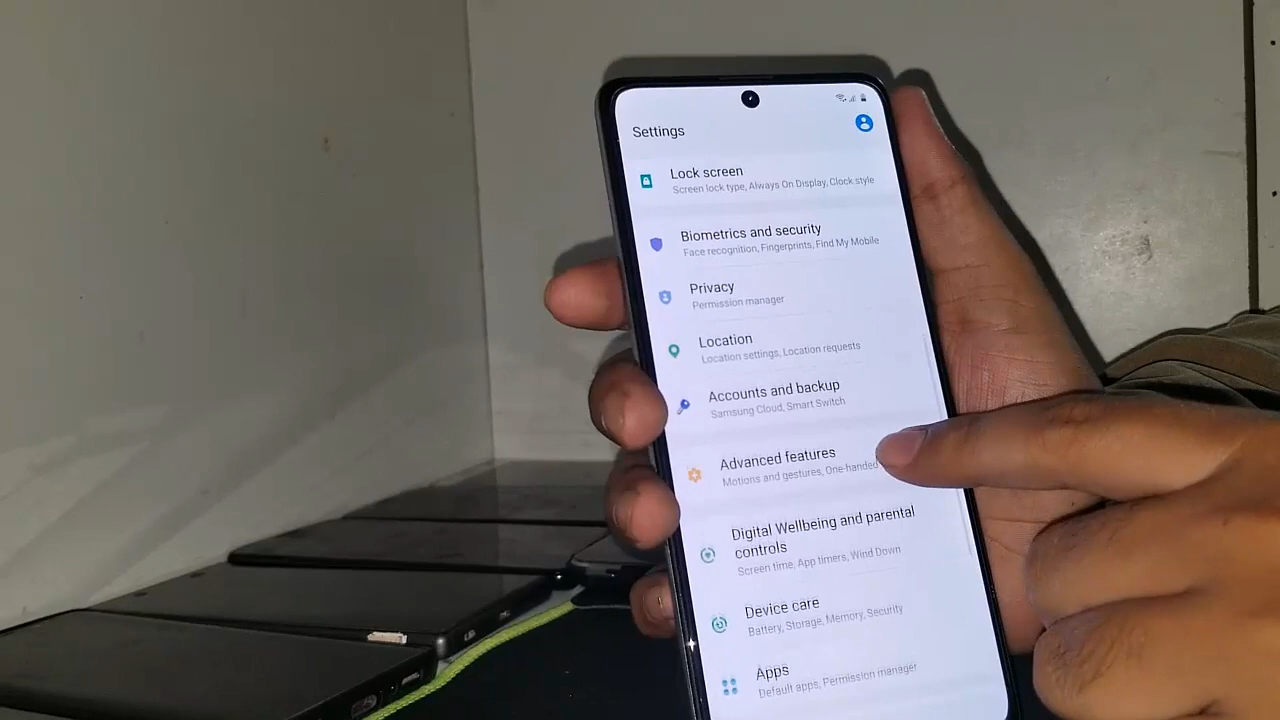 Settings
Lock screen
Screen lock type, Always On Display, Clock style
Biometrics and security
Face recognition, Fingerprints, Find My Mobile
Privacy
Permission manager
Location
Location settings, Location requests
Accounts and backup
Samsung Cloud, Smart Switch
Advanced features
Motions and gestures, One-handed
Digital Wellbeing and parental
controls
Screen time, App timers, Wind Down
Device care
Battery, Storage, Memory, Security
Apps
Default apps, Permission manager